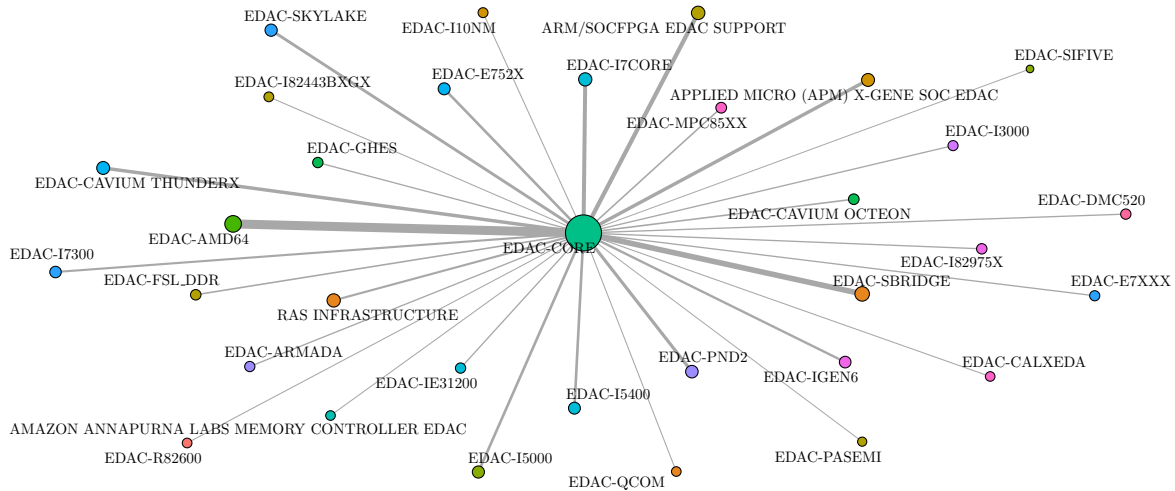 EDAC-SKYLAKE
EDAC-I10NM
ARM/SOCFPGA EDAC SUPPORT
EDAC-SIFIVE
EDAC-I7CORE
EDAC-E752X
EDAC-I82443BXGX
APPLIED MICRO (APM) X-GENE SOC EDAC
EDAC-MPC85XX
EDAC-I3000
EDAC-GHES
EDAC-CAVIUM THUNDERX
EDAC-DMC520
EDAC-CAVIUM OCTEON
EDAC-AMD64
EDAC-CORE
EDAC-I7300
EDAC-I82975X
EDAC-FSL_DDR
EDAC-SBRIDGE
EDAC-E7XXX
RAS INFRASTRUCTURE
EDAC-ARMADA
EDAC-PND2
EDAC-CALXEDA
EDAC-IGEN6
EDAC-IE31200
EDAC-I5400
AMAZON ANNAPURNA LABS MEMORY CONTROLLER EDAC
EDAC-R82600
EDAC-I5000
EDAC-PASEMI
EDAC-QCOM